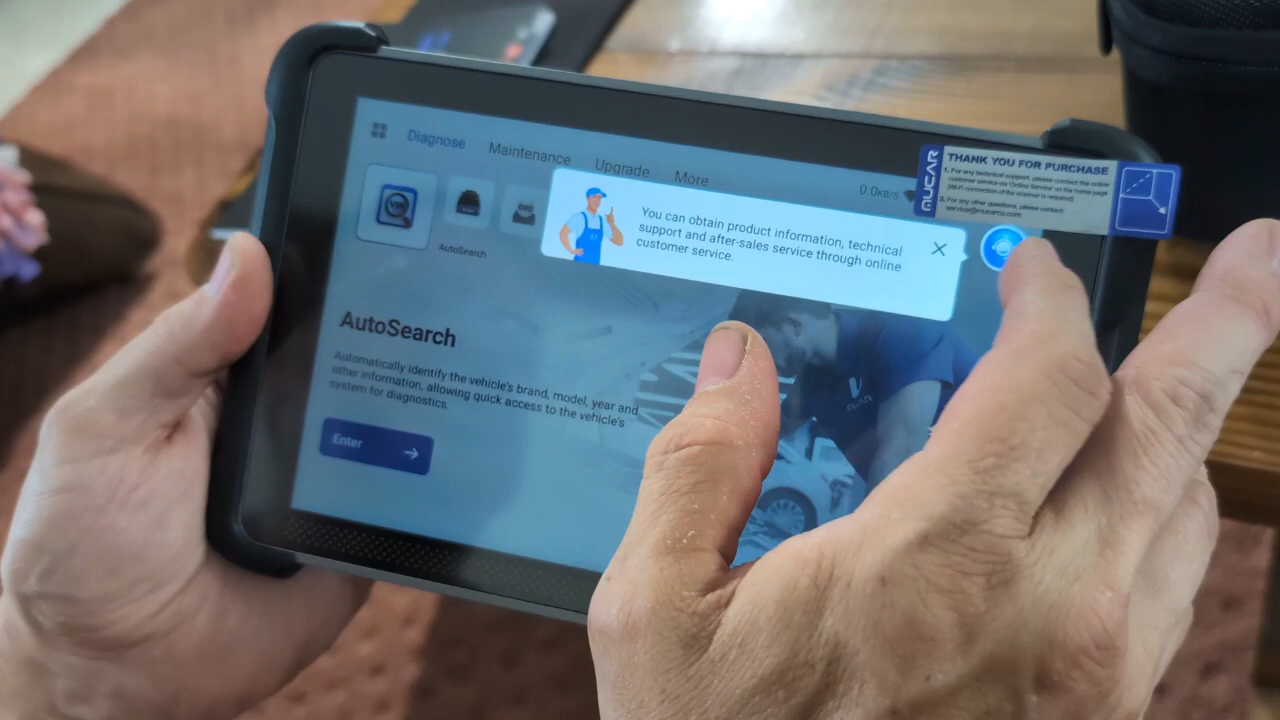 Diagnose
Maintenance
Upgrade
More
0.0KB/S
VIN
OBD
AutoSearch
You can obtain product information, technical
support and after-sales service through online
customer service.
MUCAR
THANK YOU FOR PURCHASE
1. For any technical support, please contact the online
customer service via 'Online Service' on the home page
(Wi-Fi connection of the scanner is required)
2. For any other questions, please contact:
AutoSearch
Automatically identify the vehicle's brand, model, year and
other information, allowing quick access to the vehicle's
system for diagnostics.
Enter
MUCAR